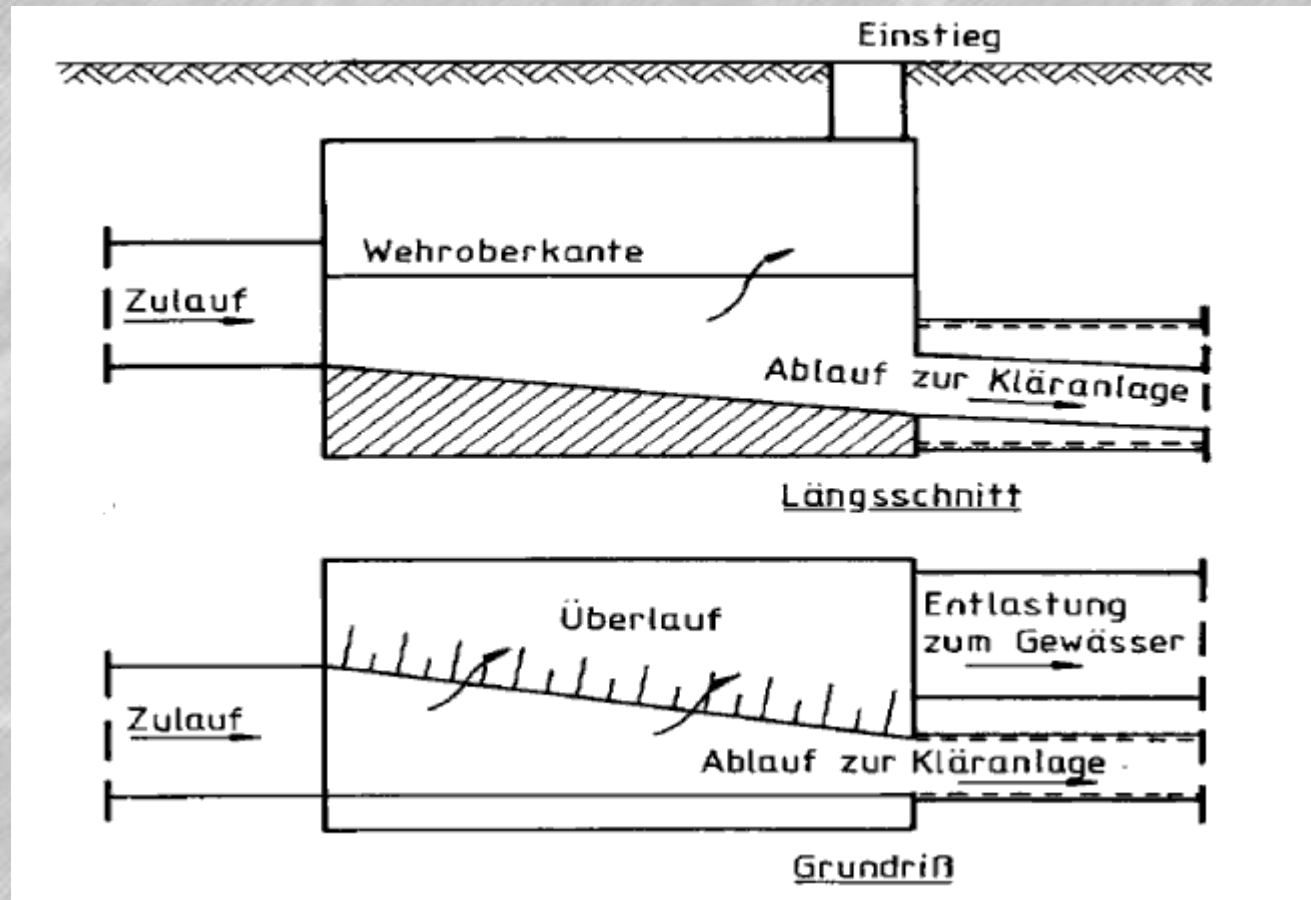 Einstieg
Wehroberkante
Zulauf
Ablauf zur Kläranlage
Längsschnitt
Überlauf
Entlastung
zum Gewässer
Zulauf
Ablauf zur Kläranlage
Grundriß